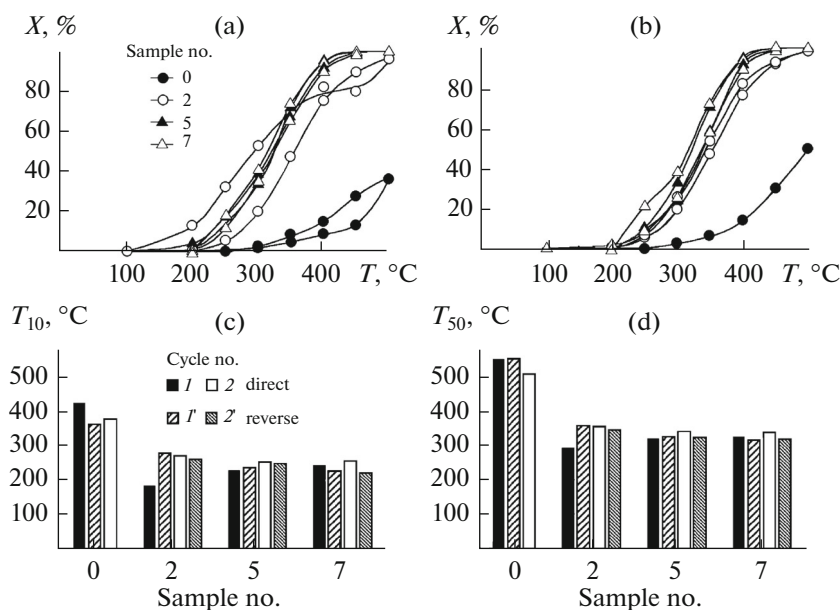 X, % (a)
Sample no.
0
2
5
7
80
60
40
20
100 200 300 400 T, °C
X, % (b)
80
60
40
20
100 200 300 400 T, °C
T10, °C (c)
Cycle no.
1 2 direct
1' 2' reverse
500
400
300
200
100
0 2 5 7
Sample no.
T50, °C (d)
500
400
300
200
100
0 2 5 7
Sample no.